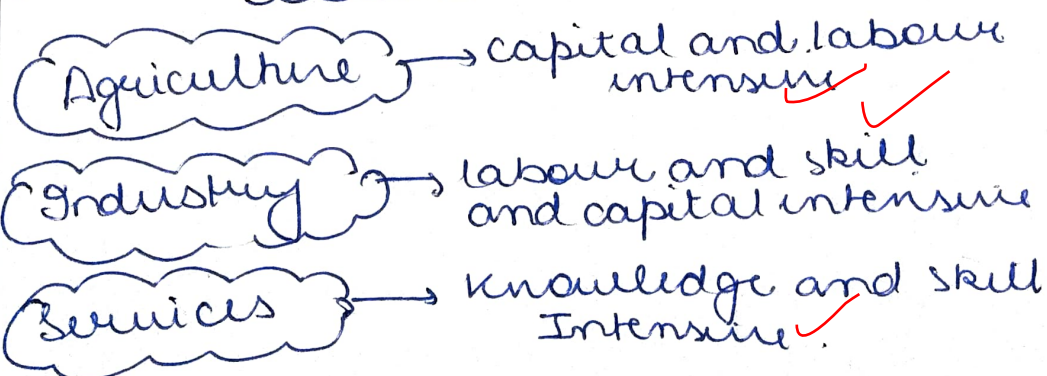 Agriculture → capital and labour
intensive
Industry → labour and skill
and capital intensive
Services → Knowledge and skill
Intensive.